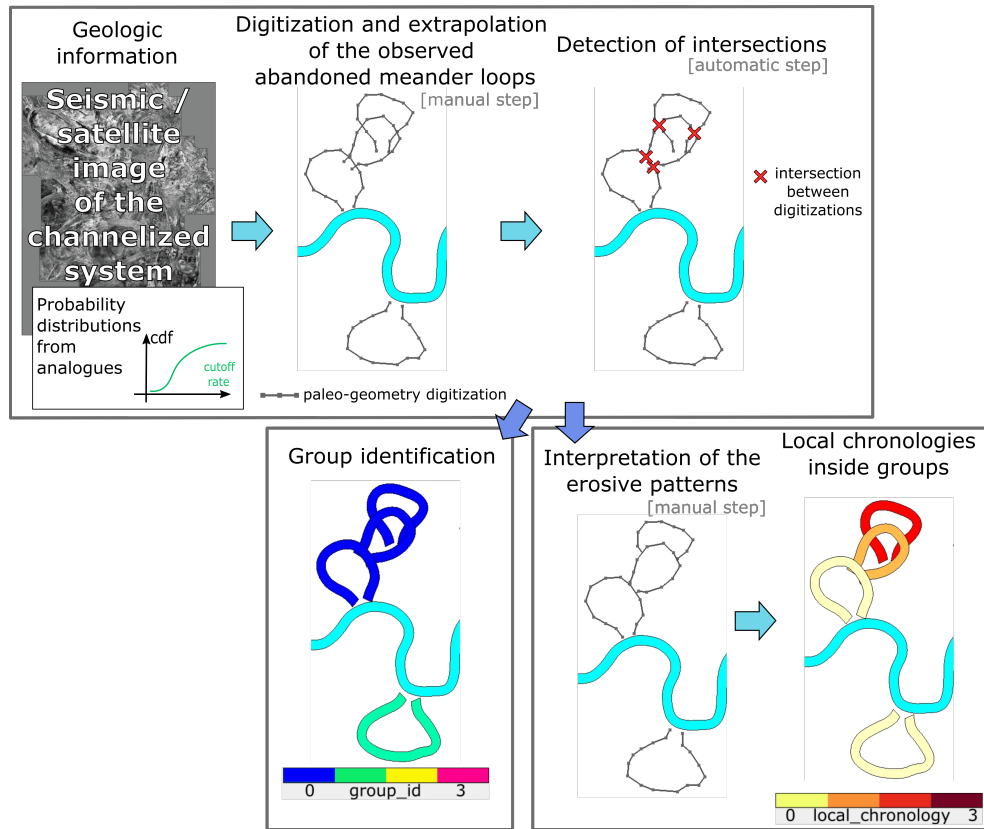 Geologic
information
Seismic /
satellite
image
of the
channelized
system
Probability
distributions
from
analogues
cdf
cutoff
rate
Digitization and extrapolation
of the observed
abandoned meander loops
[manual step]
paleo-geometry digitization
Detection of intersections
[automatic step]
intersection
between
digitizations
Group identification
0 group_id 3
Interpretation of the
erosive patterns
[manual step]
Local chronologies
inside groups
0 local_chronology 3